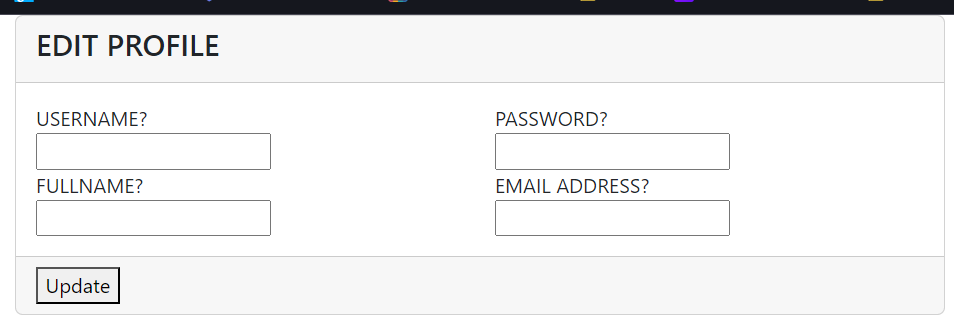 EDIT PROFILE
USERNAME? PASSWORD?
FULLNAME? EMAIL ADDRESS?
Update